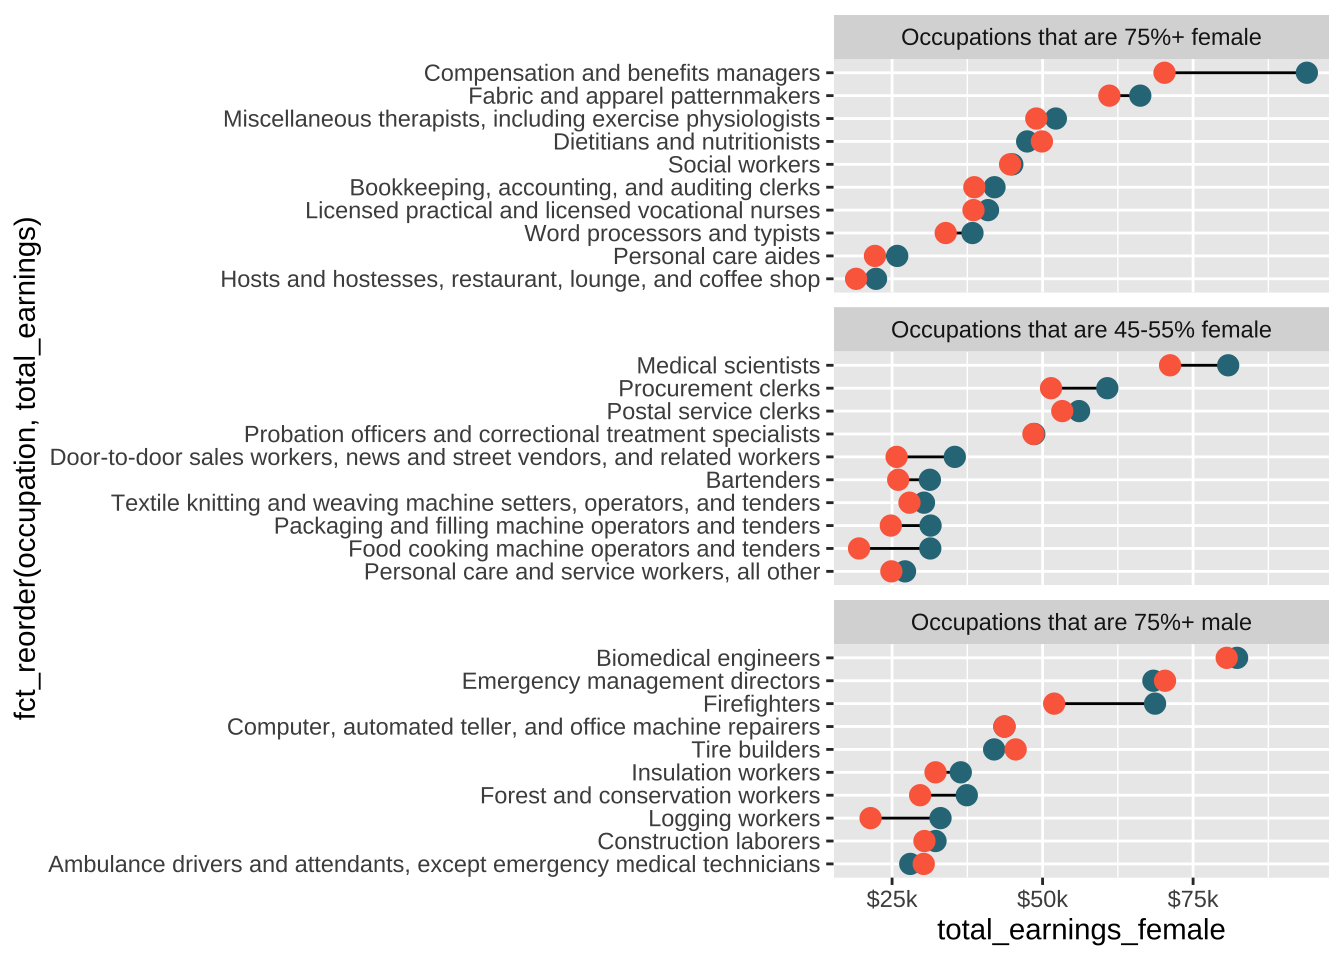 fct_reorder(occupation, total_earnings)
Occupations that are 75%+ female
Compensation and benefits managers
Fabric and apparel patternmakers
Miscellaneous therapists, including exercise physiologists
Dietitians and nutritionists
Social workers
Bookkeeping, accounting, and auditing clerks
Licensed practical and licensed vocational nurses
Word processors and typists
Personal care aides
Hosts and hostesses, restaurant, lounge, and coffee shop
Occupations that are 45-55% female
Medical scientists
Procurement clerks
Postal service clerks
Probation officers and correctional treatment specialists
Door-to-door sales workers, news and street vendors, and related workers
Bartenders
Textile knitting and weaving machine setters, operators, and tenders
Packaging and filling machine operators and tenders
Food cooking machine operators and tenders
Personal care and service workers, all other
Occupations that are 75%+ male
Biomedical engineers
Emergency management directors
Firefighters
Computer, automated teller, and office machine repairers
Tire builders
Insulation workers
Forest and conservation workers
Logging workers
Construction laborers
Ambulance drivers and attendants, except emergency medical technicians
$25k $50k $75k
total_earnings_female